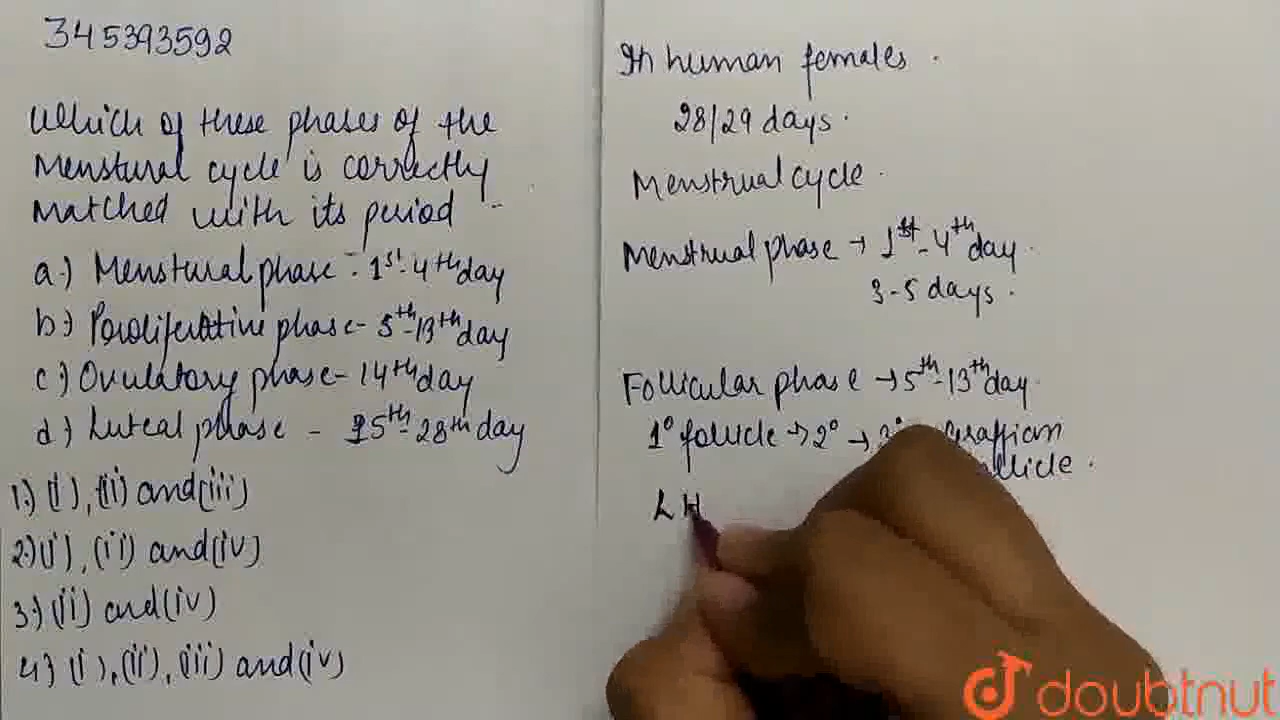 345393592
Which of these phases of the
Menstural cycle is correctly
Matched with its period -
a.) Menstural phase - 1st-4th day
b.) Poroliferative phase - 5th-13th day
c.) Ovulatory phase - 14th day
d.) Luteal phase - 15th-28th day
1.) (i), (ii) and (iii)
2.) (i), (ii) and (iv)
3.) (ii) and (iv)
4.) (i), (ii), (iii) and (iv)
In human females.
28/29 days.
Menstrual cycle.
Menstrual phase → 1st-4th day.
3-5 days.
Follicular phase → 5th-13th day.
1° follicle → 2° →
LH
doubtnut